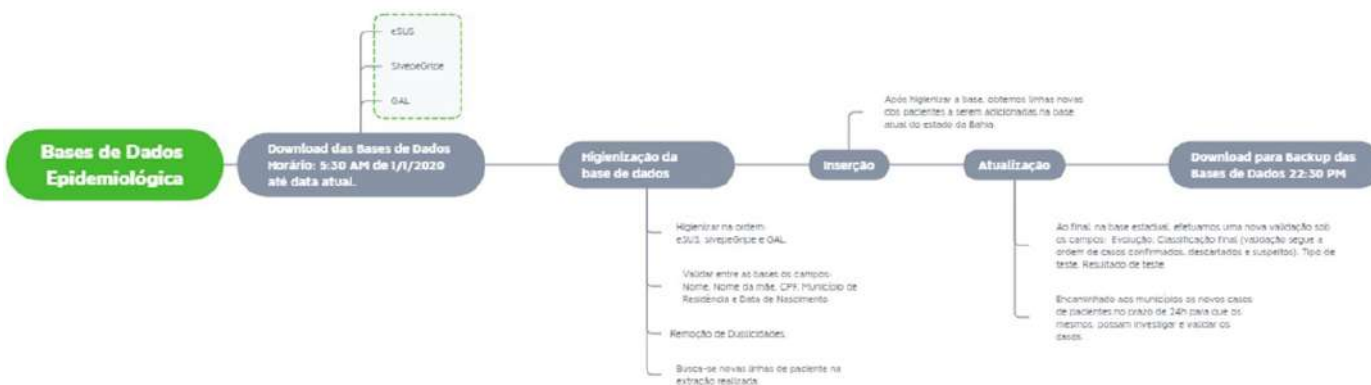 eSUS
SivepeGripe
GAL
Bases de Dados
Epidemiológica
Download das Bases de Dados
Horário: 5:30 AM de 1/1/2020
até data atual.
Higienização da
base de dados
Higienizar na ordem:
eSUS, sivepeGripe e GAL.
Validar entre as bases os campos:
Nome, Nome da mãe, CPF, Município de
Residência e Data de Nascimento
Remoção de Duplicidades
Busca-se novas linhas de paciente na
extração realizada
Após higienizar a base, obtemos linhas novas
dos pacientes a serem adicionadas na base
atual do estado da Bahia
Inserção
Atualização
Ao final, na base estadual, efetuamos uma nova validação sob
os campos: Evolução, Classificação final (validação segue a
ordem de casos confirmados, descartados e suspeitos), Tipo de
teste, Resultado de teste
Encaminhado aos municípios os novos casos
de pacientes no prazo de 24h para que os
mesmos, possam investigar e validar os
casos.
Download para Backup das
Bases de Dados 22:30 PM